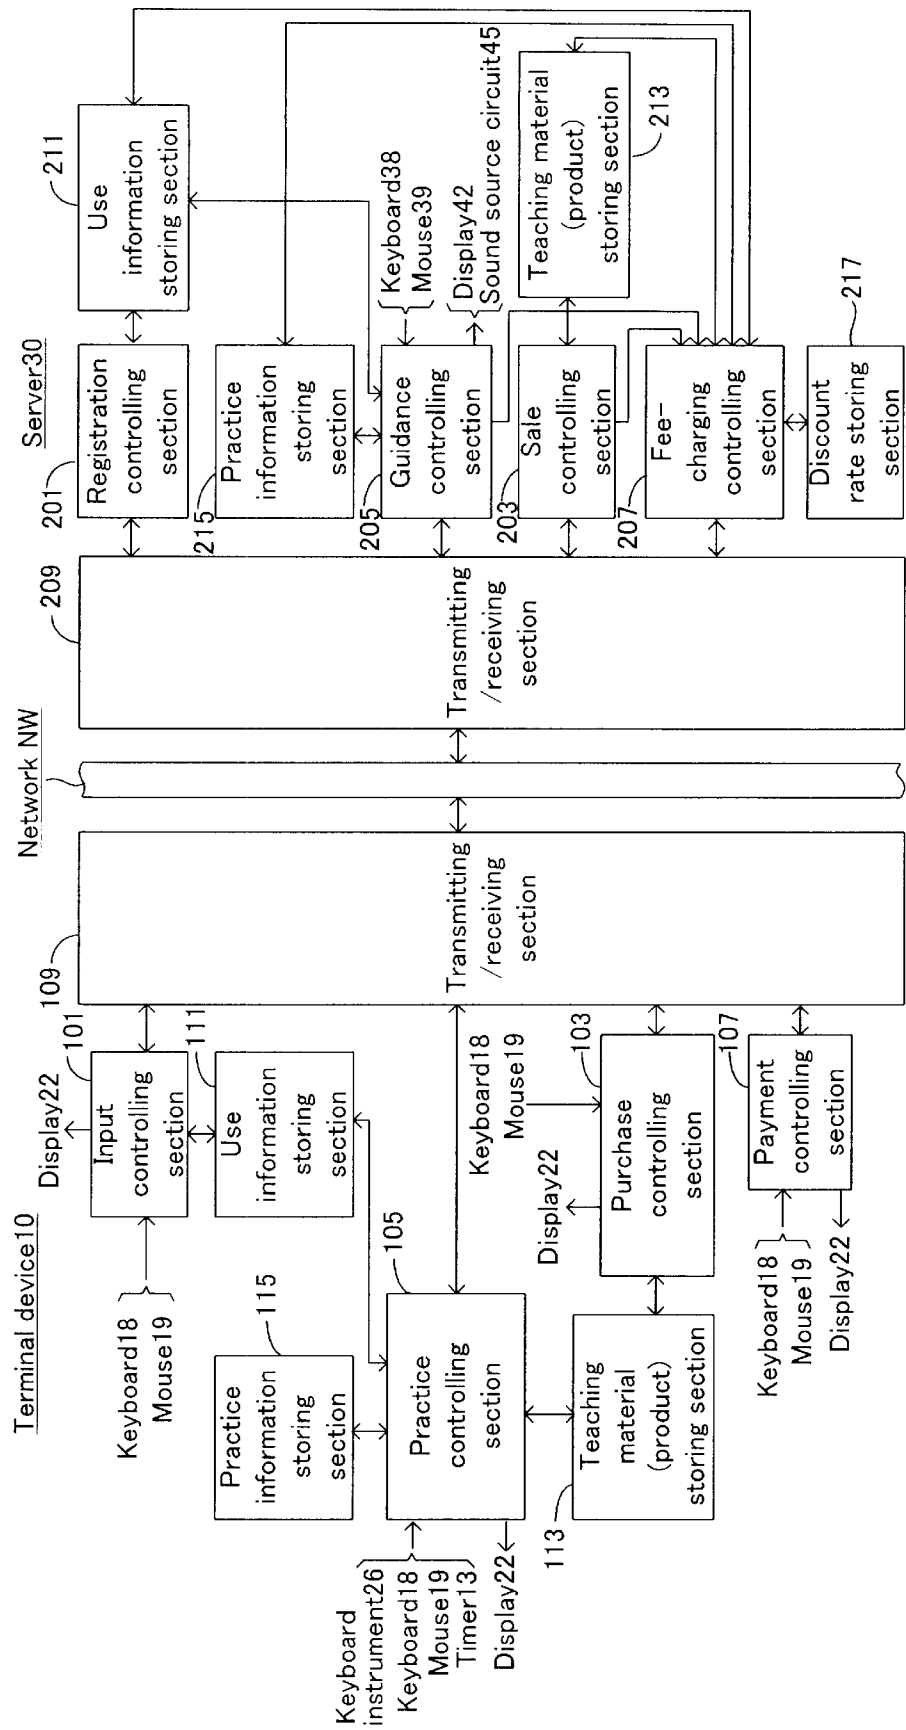 Terminal device10
Network NW
Server30
Display22
101
Input
controlling
section
Keyboard18
Mouse19
111
Use
information
storing
section
115
Practice
information
storing
section
105
Practice
controlling
section
Keyboard
instrument26
Keyboard18
Mouse19
Timer13
Display22
113
Teaching
material
(product)
storing section
Keyboard18
Mouse19
103
Display22
Purchase
controlling
section
107
Payment
controlling
section
Keyboard18
Mouse19
Display22
109
Transmitting
/receiving
section
209
Transmitting
/receiving
section
201
Registration
controlling
section
211
Use
information
storing section
215
Practice
information
storing
section
205
Guidance
controlling
section
Keyboard38
Mouse39
Display42
Sound source circuit45
203
Sale
controlling
section
Teaching material
(product)
storing section
213
207
Fee-
charging
controlling
section
217
Discount
rate storing
section